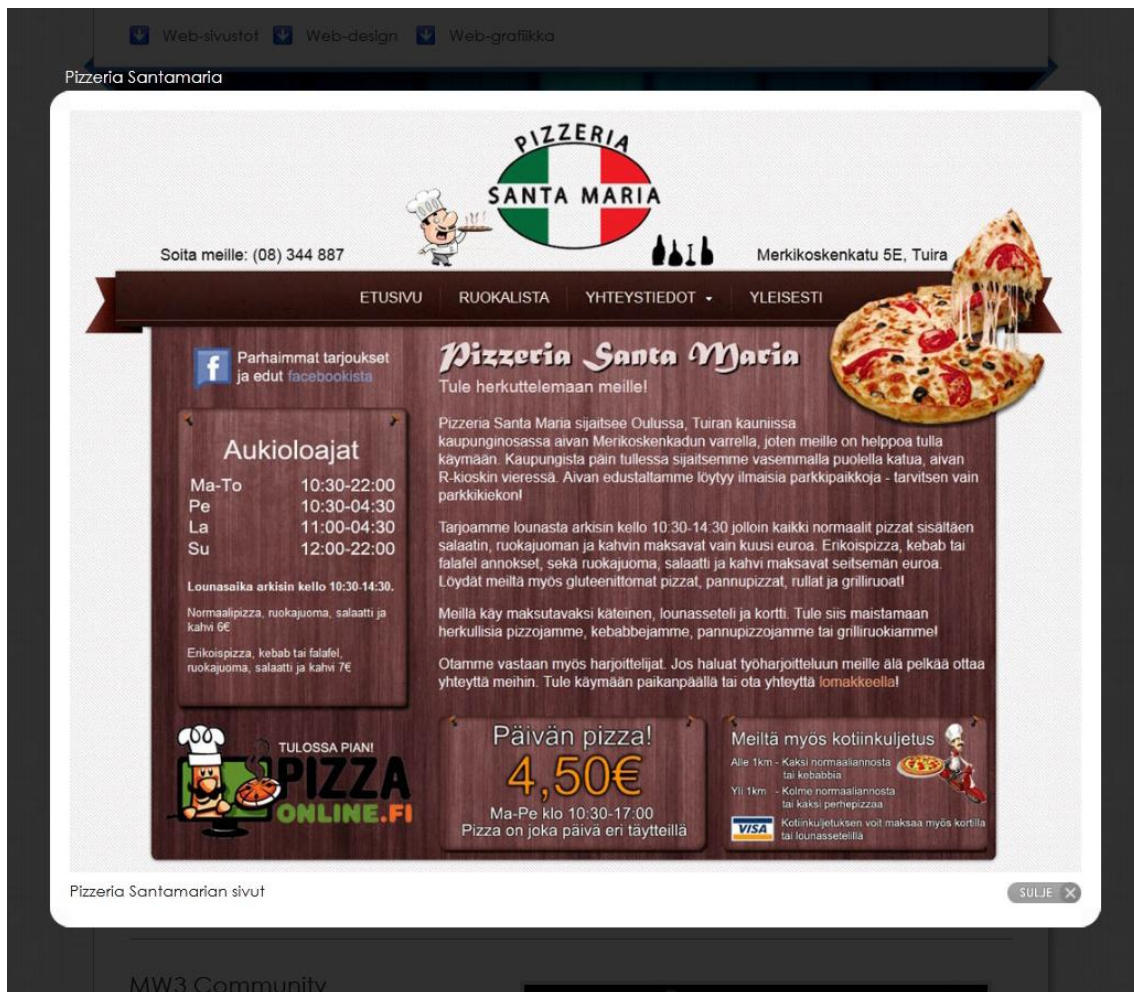 Web-sivustot Web-design Web-grafiikka
Pizzeria Santamaria
PIZZERIA
SANTA MARIA
Soita meille: (08) 344 887
Merkikoskenkatu 5E, Tuira
ETUSIVU RUOKALISTA YHTEYSTIEDOT YLEISESTI
Parhaimmat tarjoukset
ja edut facebookista
Aukioloajat
Ma-To 10:30-22:00
Pe 10:30-04:30
La 11:00-04:30
Su 12:00-22:00
Lounasaika arkisin kello 10:30-14:30.
Normaalipizza, ruokajuoma, salaatti ja
kahvi 6€
Erikoispizza, kebab tai falafel,
ruokajuoma, salaatti ja kahvi 7€
TULOSSA PIAN!
PIZZA
ONLINE.FI
Pizzeria Santa Maria
Tule herkuttelemaan meille!
Pizzeria Santa Maria sijaitsee Oulussa, Tuiran kauniissa
kaupunginosassa aivan Merikoskenkadun varrella, joten meille on helppoa tulla
käymään. Kaupungista päin tullessa sijaitsemme vasemmalla puolella katua, aivan
R-kioskin vieressä. Aivan edustaltamme löytyy ilmaisia parkkipaikkoja - tarvitsen vain
parkkikiekon!
Tarjoamme lounasta arkisin kello 10:30-14:30 jolloin kaikki normaalit pizzat sisältäen
salaatin, ruokajuoman ja kahvin maksavat vain kuusi euroa. Erikoispizza, kebab tai
falafel annokset, sekä ruokajuoma, salaatti ja kahvi maksavat seitsemän euroa.
Löydät meiltä myös gluteenittomat pizzat, pannupizzat, rullat ja grilliruoat!
Meillä käy maksutavaksi käteinen, lounasseteli ja kortti. Tule siis maistamaan
herkullisia pizzojamme, kebabbejamme, pannupizzojamme tai grilliruokiamme!
Otamme vastaan myös harjoittelijat. Jos haluat työharjoitteluun meille älä pelkää ottaa
yhteyttä meihin. Tule käymään paikanpäällä tai ota yhteyttä lomakkeella!
Päivän pizza!
4,50€
Ma-Pe klo 10:30-17:00
Pizza on joka päivä eri täytteillä
Meiltä myös kotiinkuljetus
Alle 1km - Kaksi normaaliannosta
tai kebabbia
Yli 1km - Kolme normaaliannosta
tai kaksi perhepizzaa
VISA
Kotiinkuljetuksen voit maksaa myös kortilla
tai lounassetelillä
Pizzeria Santamarian sivut
SULJE
MW3 Community